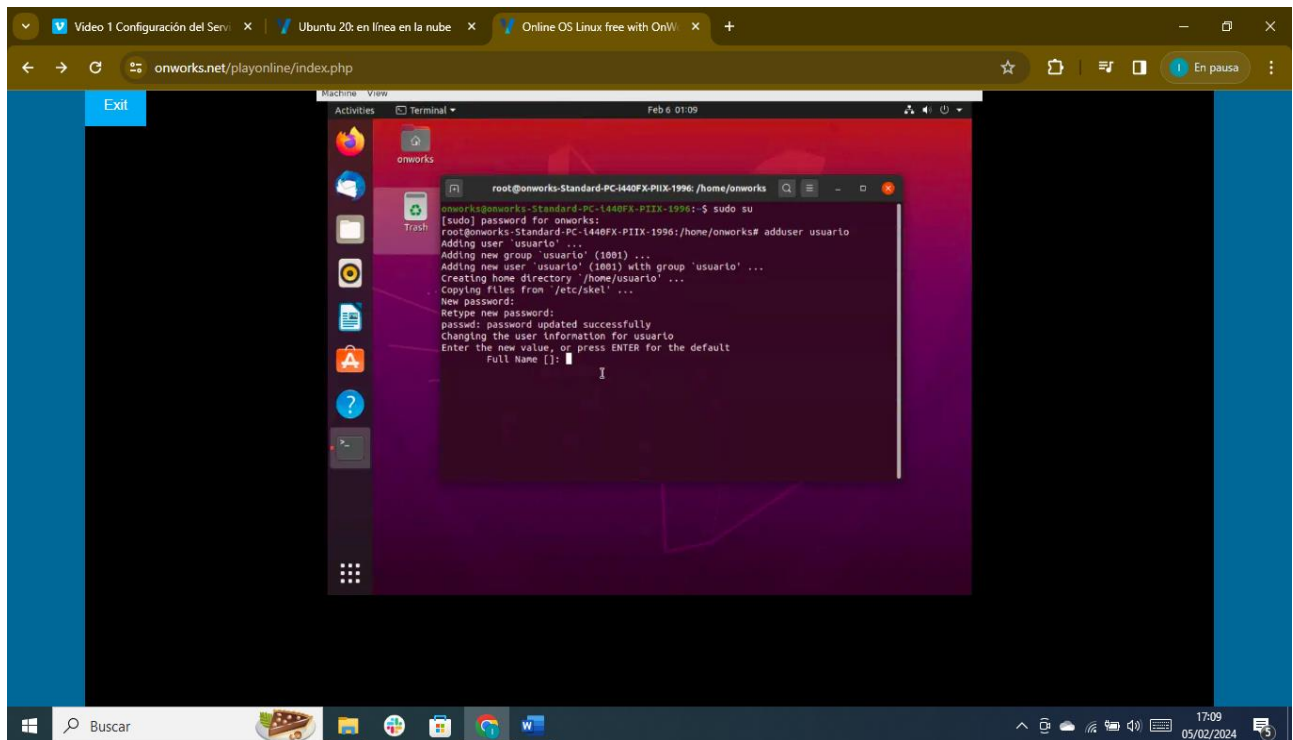 Video 1 Configuración del Servi
Ubuntu 20: en línea en la nube
Online OS Linux free with OnW
onworks.net/playonline/index.php
En pausa
Exit
Machine View
Activities
Terminal
Feb 6 01:09
onworks
Trash
root@onworks-Standard-PC-i440FX-PIIX-1996: /home/onworks
onworks@onworks-Standard-PC-i440FX-PIIX-1996:~$ sudo su
[sudo] password for onworks:
root@onworks-Standard-PC-i440FX-PIIX-1996:/home/onworks# adduser usuario
Adding user `usuario' ...
Adding new group `usuario' (1001) ...
Adding new user `usuario' (1001) with group `usuario' ...
Creating home directory `/home/usuario' ...
Copying files from `/etc/skel' ...
New password:
Retype new password:
passwd: password updated successfully
Changing the user information for usuario
Enter the new value, or press ENTER for the default
Full Name []:
Buscar
17:09
05/02/2024
5